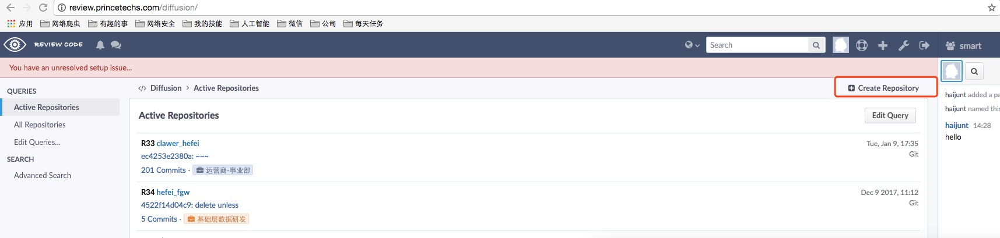 review.princetechs.com/diffusion/
应用 网络爬虫 有趣的事 网络安全 我的技能 人工智能 微信 公司 每天任务
REVIEW CODE Search smart
You have an unresolved setup issue...
QUERIES
Active Repositories
All Repositories
Edit Queries...
SEARCH
Advanced Search
Diffusion > Active Repositories Create Repository
Active Repositories Edit Query
R33 clawer_hefei Tue, Jan 9, 17:35
ec4253e2380a: ~~~ Git
201 Commits · 运营商-事业部
R34 hefei_fgw Dec 9 2017, 11:12
4522f14d04c9: delete unless Git
5 Commits · 基础层数据研发
haijunt added a pa
haijunt named this
haijunt 14:28
hello